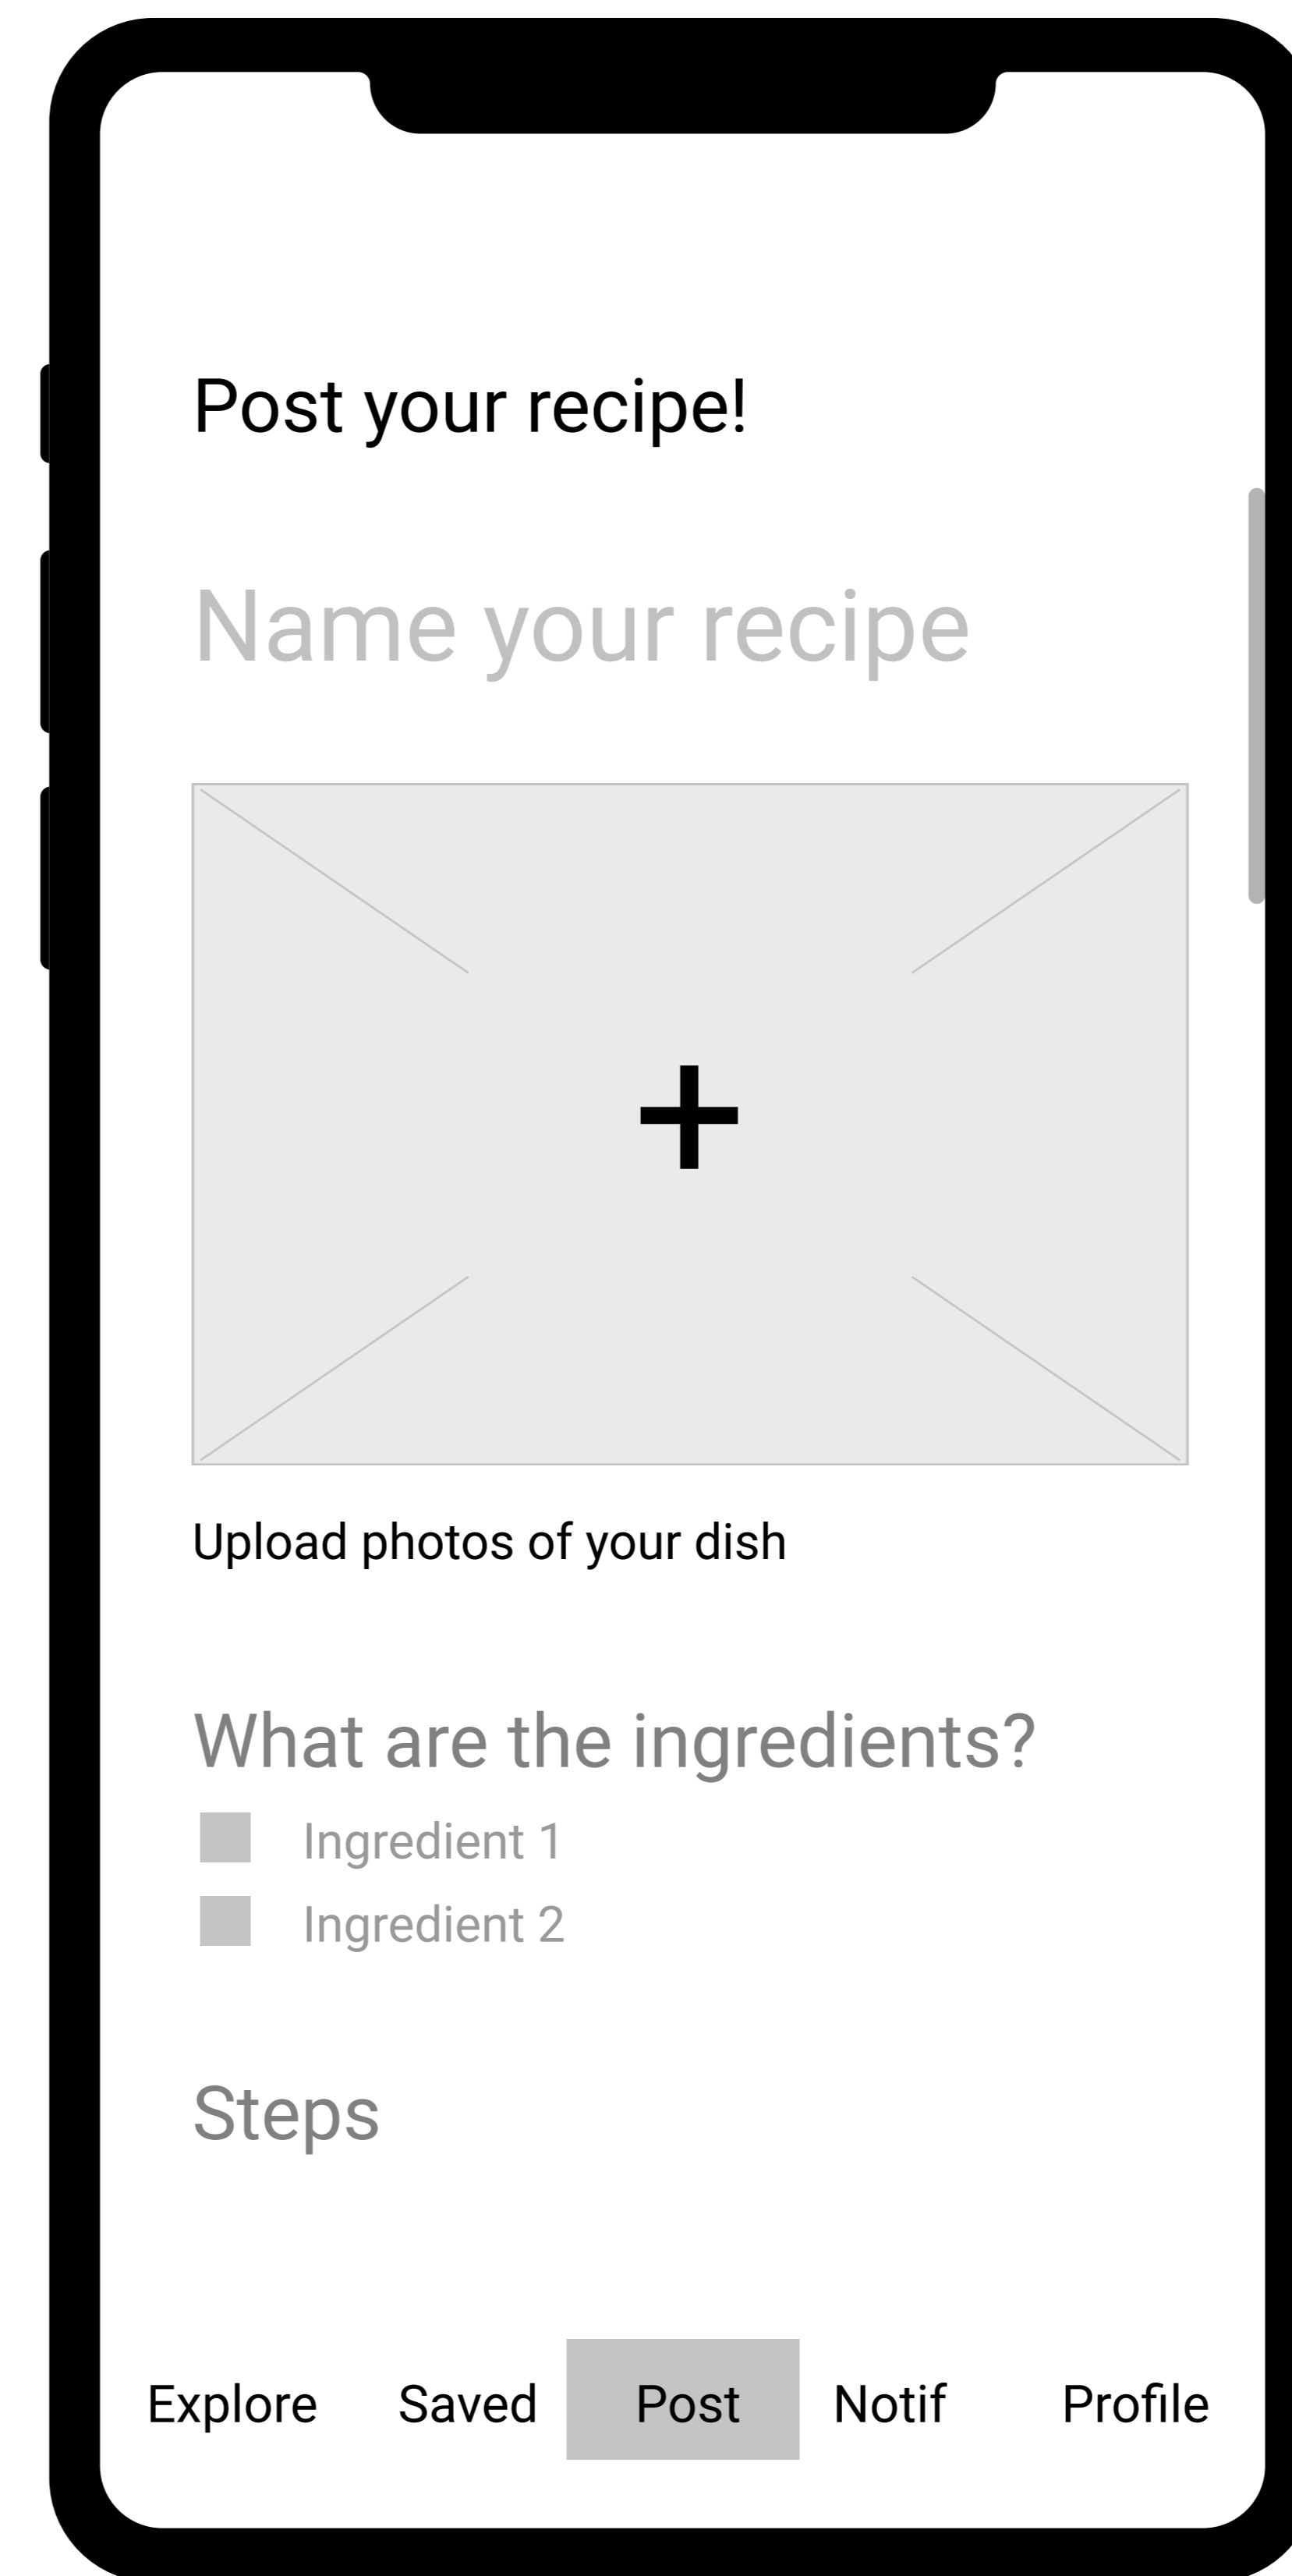 Post your recipe!
Name your recipe
+
Upload photos of your dish
What are the ingredients?
Ingredient 1
Ingredient 2
Steps
Explore Saved Post Notif Profile